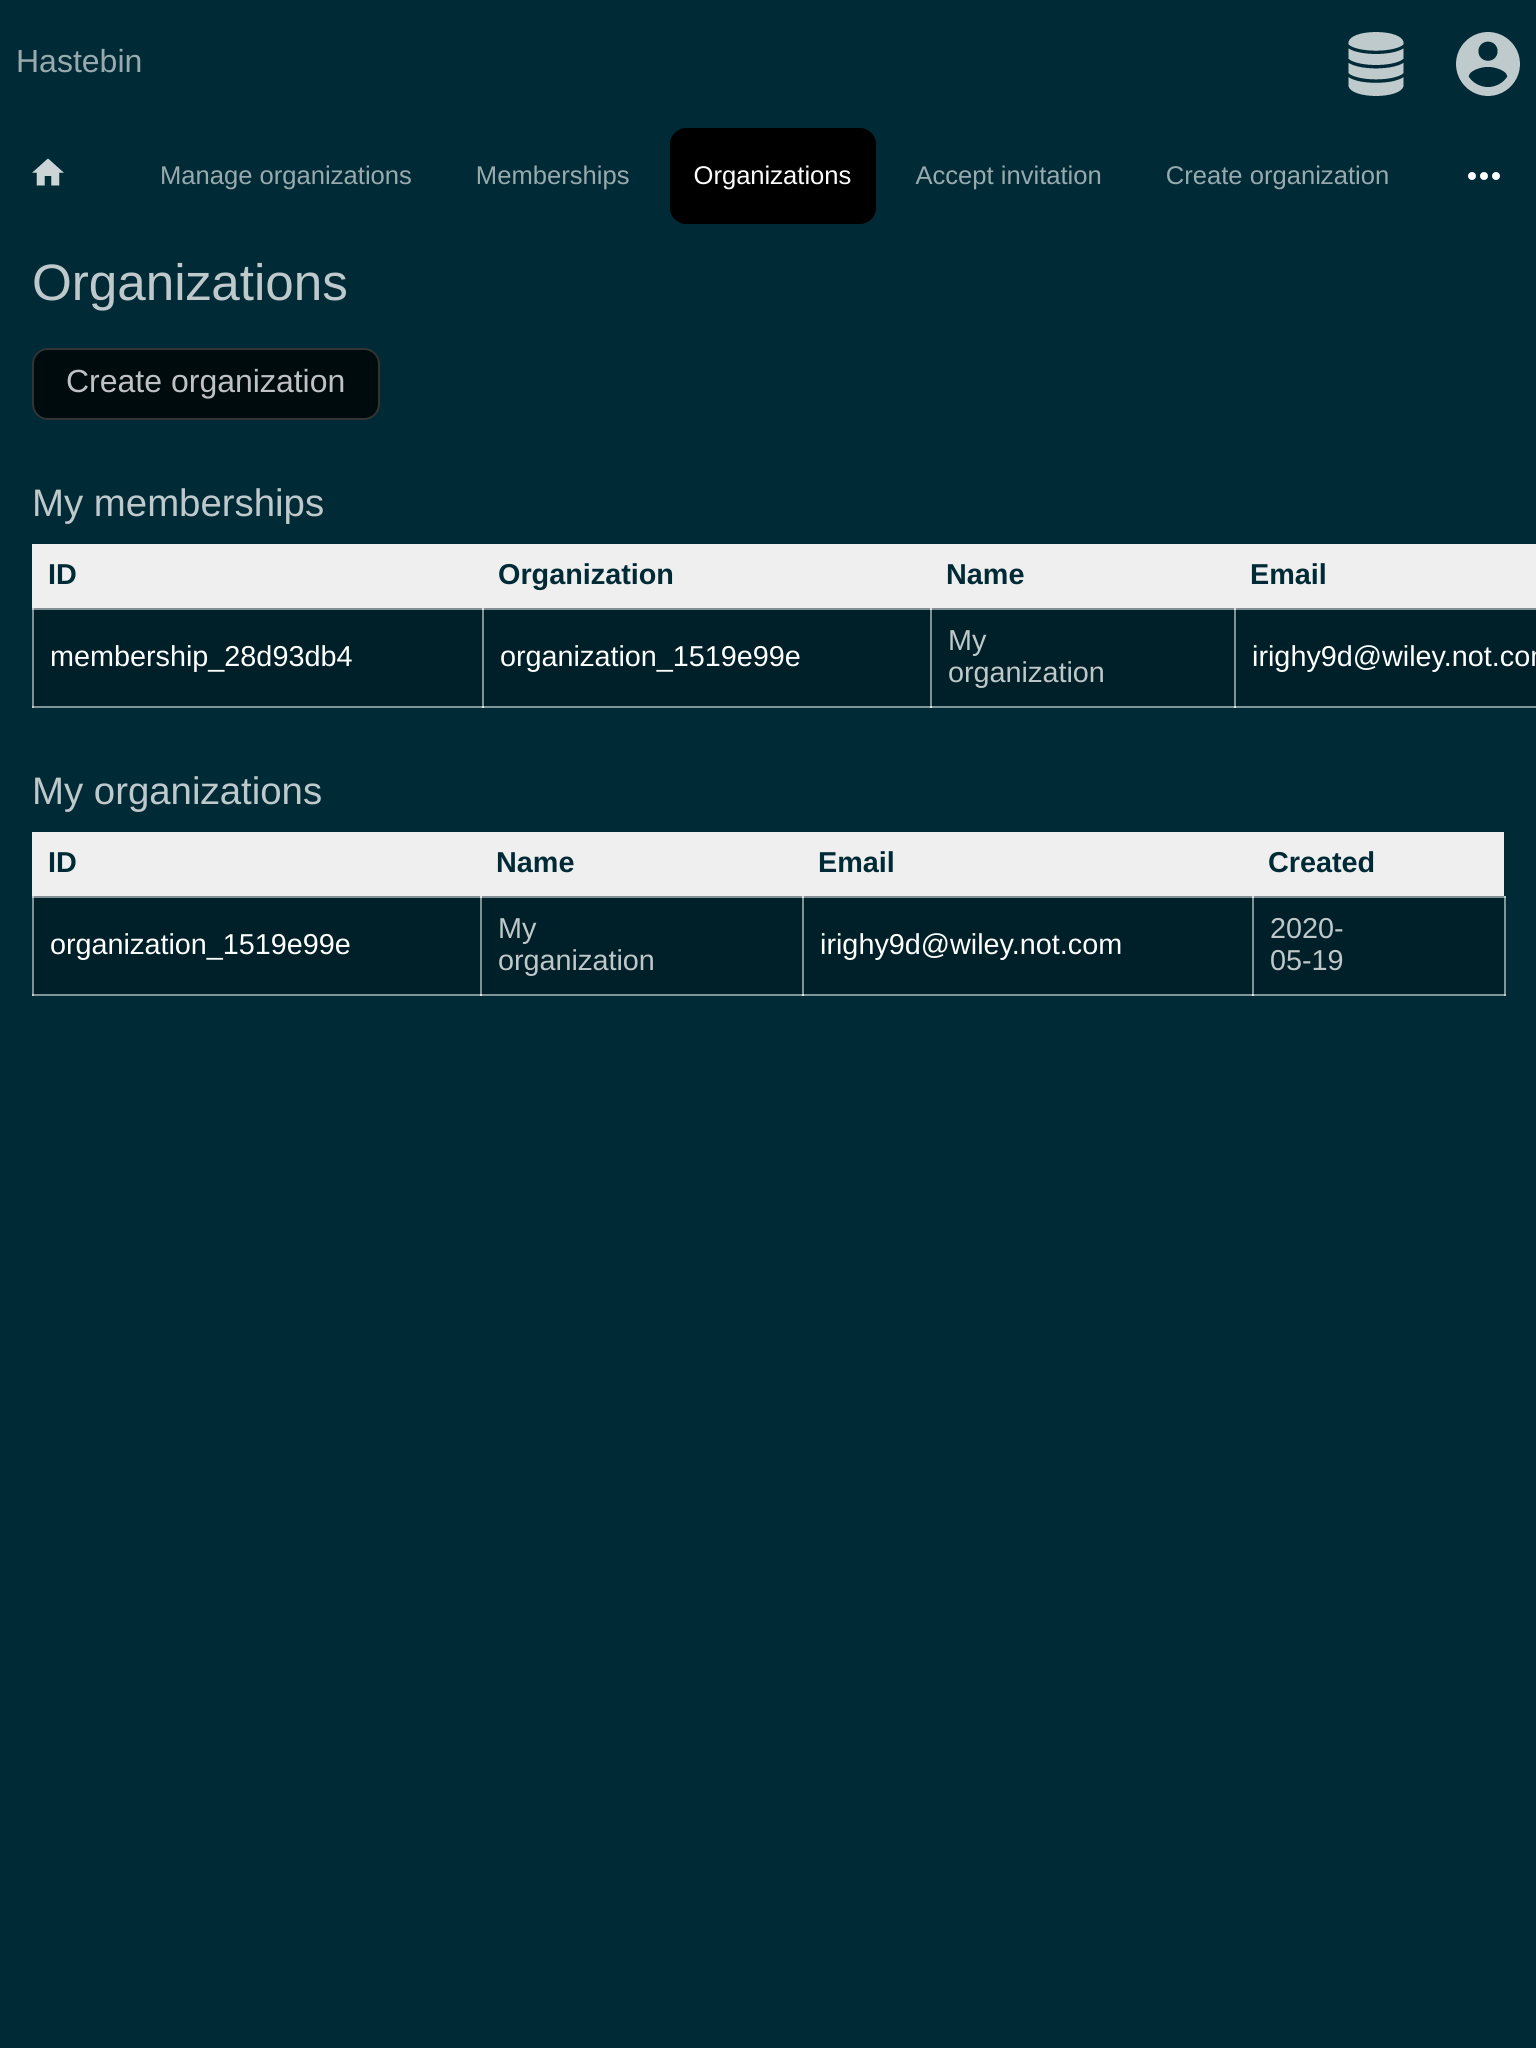 Hastebin
Manage organizations Memberships Organizations Accept invitation Create organization
Organizations
Create organization
My memberships
ID Organization Name Email
membership_28d93db4 organization_1519e99e My organization irighy9d@wiley.not.co
My organizations
ID Name Email Created
organization_1519e99e My organization irighy9d@wiley.not.com 2020-05-19